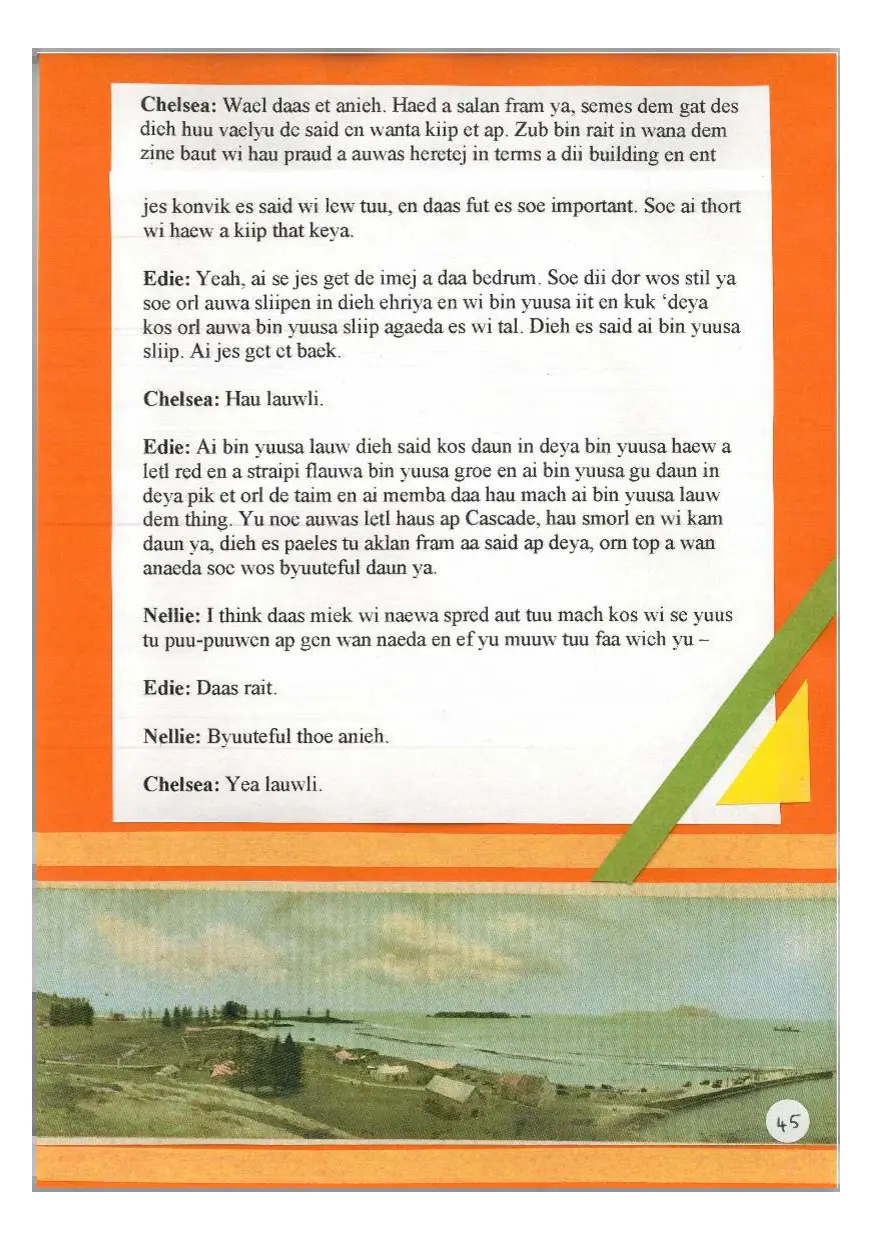 Chelsea: Wael daas et anieh. Haed a salan fram ya, semes dem gat des
dieh huu vaelyu de said en wanta kiip et ap. Zub bin rait in wana dem
zine baut wi hau praud a auwas heretej in terms a dii building en ent
jes konvik es said wi lew tuu, en daas fut es soe important. Soe ai thort
wi haew a kiip that keya.
Edie: Yeah, ai se jes get de imej a daa bedrum. Soe dii dor wos stil ya
soe orl auwa sliipen in dieh ehriya en wi bin yuusa iit en kuk ‘deya
kos orl auwa bin yuusa sliip agaeda es wi tal. Dieh es said ai bin yuusa
sliip. Ai jes get et baek.
Chelsea: Hau lauwli.
Edie: Ai bin yuusa lauw dieh said kos daun in deya bin yuusa haew a
letl red en a straipi flauwa bin yuusa groe en ai bin yuusa gu daun in
deya pik et orl de taim en ai memba daa hau mach ai bin yuusa lauw
dem thing. Yu noe auwas letl haus ap Cascade, hau smorl en wi kam
daun ya, dieh es paeles tu aklan fram aa said ap deya, orn top a wan
anaeda soe wos byuuteful daun ya.
Nellie: I think daas miek wi naewa spred aut tuu mach kos wi se yuus
tu puu-puuwen ap gen wan naeda en ef yu muuw tuu faa wich yu –
Edie: Daas rait.
Nellie: Byuuteful thoe anieh.
Chelsea: Yea lauwli.
45